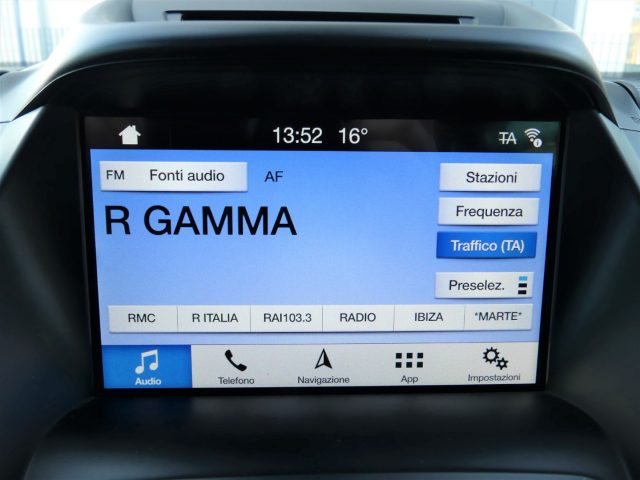 13:52 16° TA
FM Fonti audio AF Stazioni
R GAMMA
Frequenza
Traffico (TA)
Preselez.
RMC R ITALIA RAI103.3 RADIO IBIZA *MARTE*
Audio Telefono Navigazione App Impostazioni